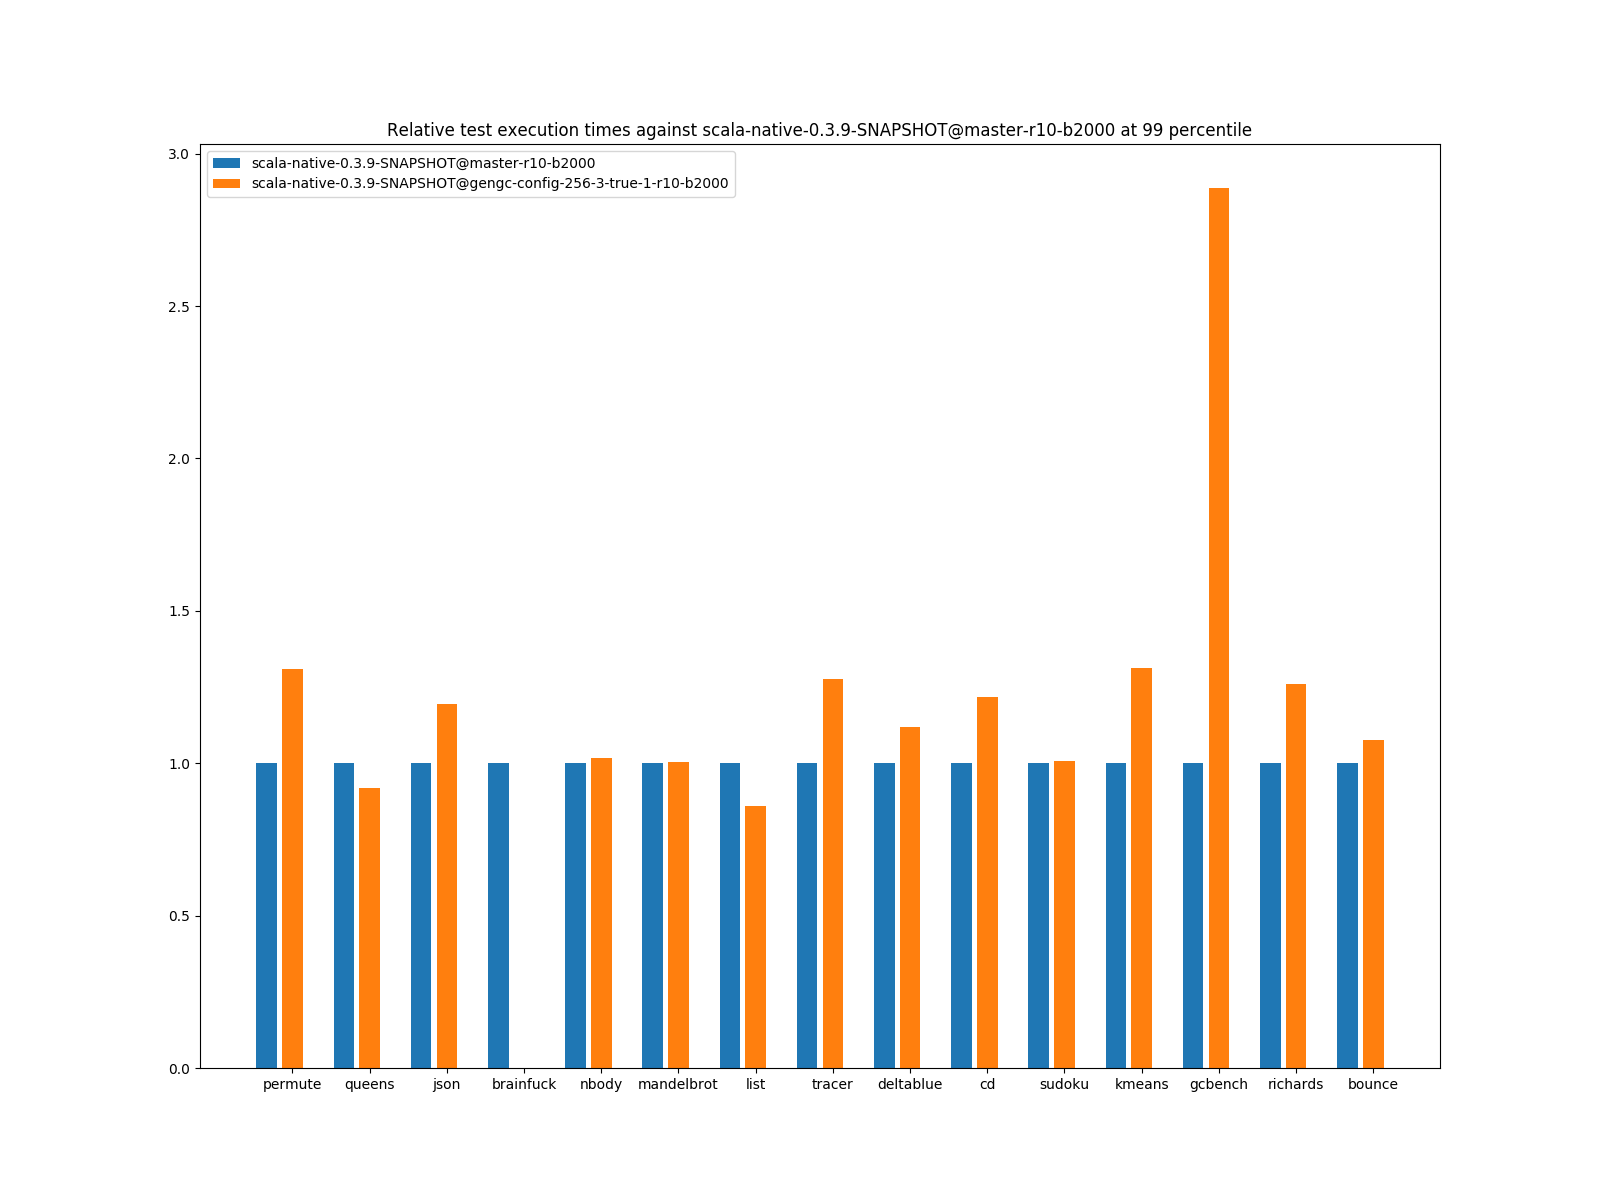 Relative test execution times against scala-native-0.3.9-SNAPSHOT@master-r10-b2000 at 99 percentile
scala-native-0.3.9-SNAPSHOT@master-r10-b2000
scala-native-0.3.9-SNAPSHOT@gengc-config-256-3-true-1-r10-b2000
3.0
2.5
2.0
1.5
1.0
0.5
0.0
permute queens json brainfuck nbody mandelbrot list tracer deltablue cd sudoku kmeans gcbench richards bounce